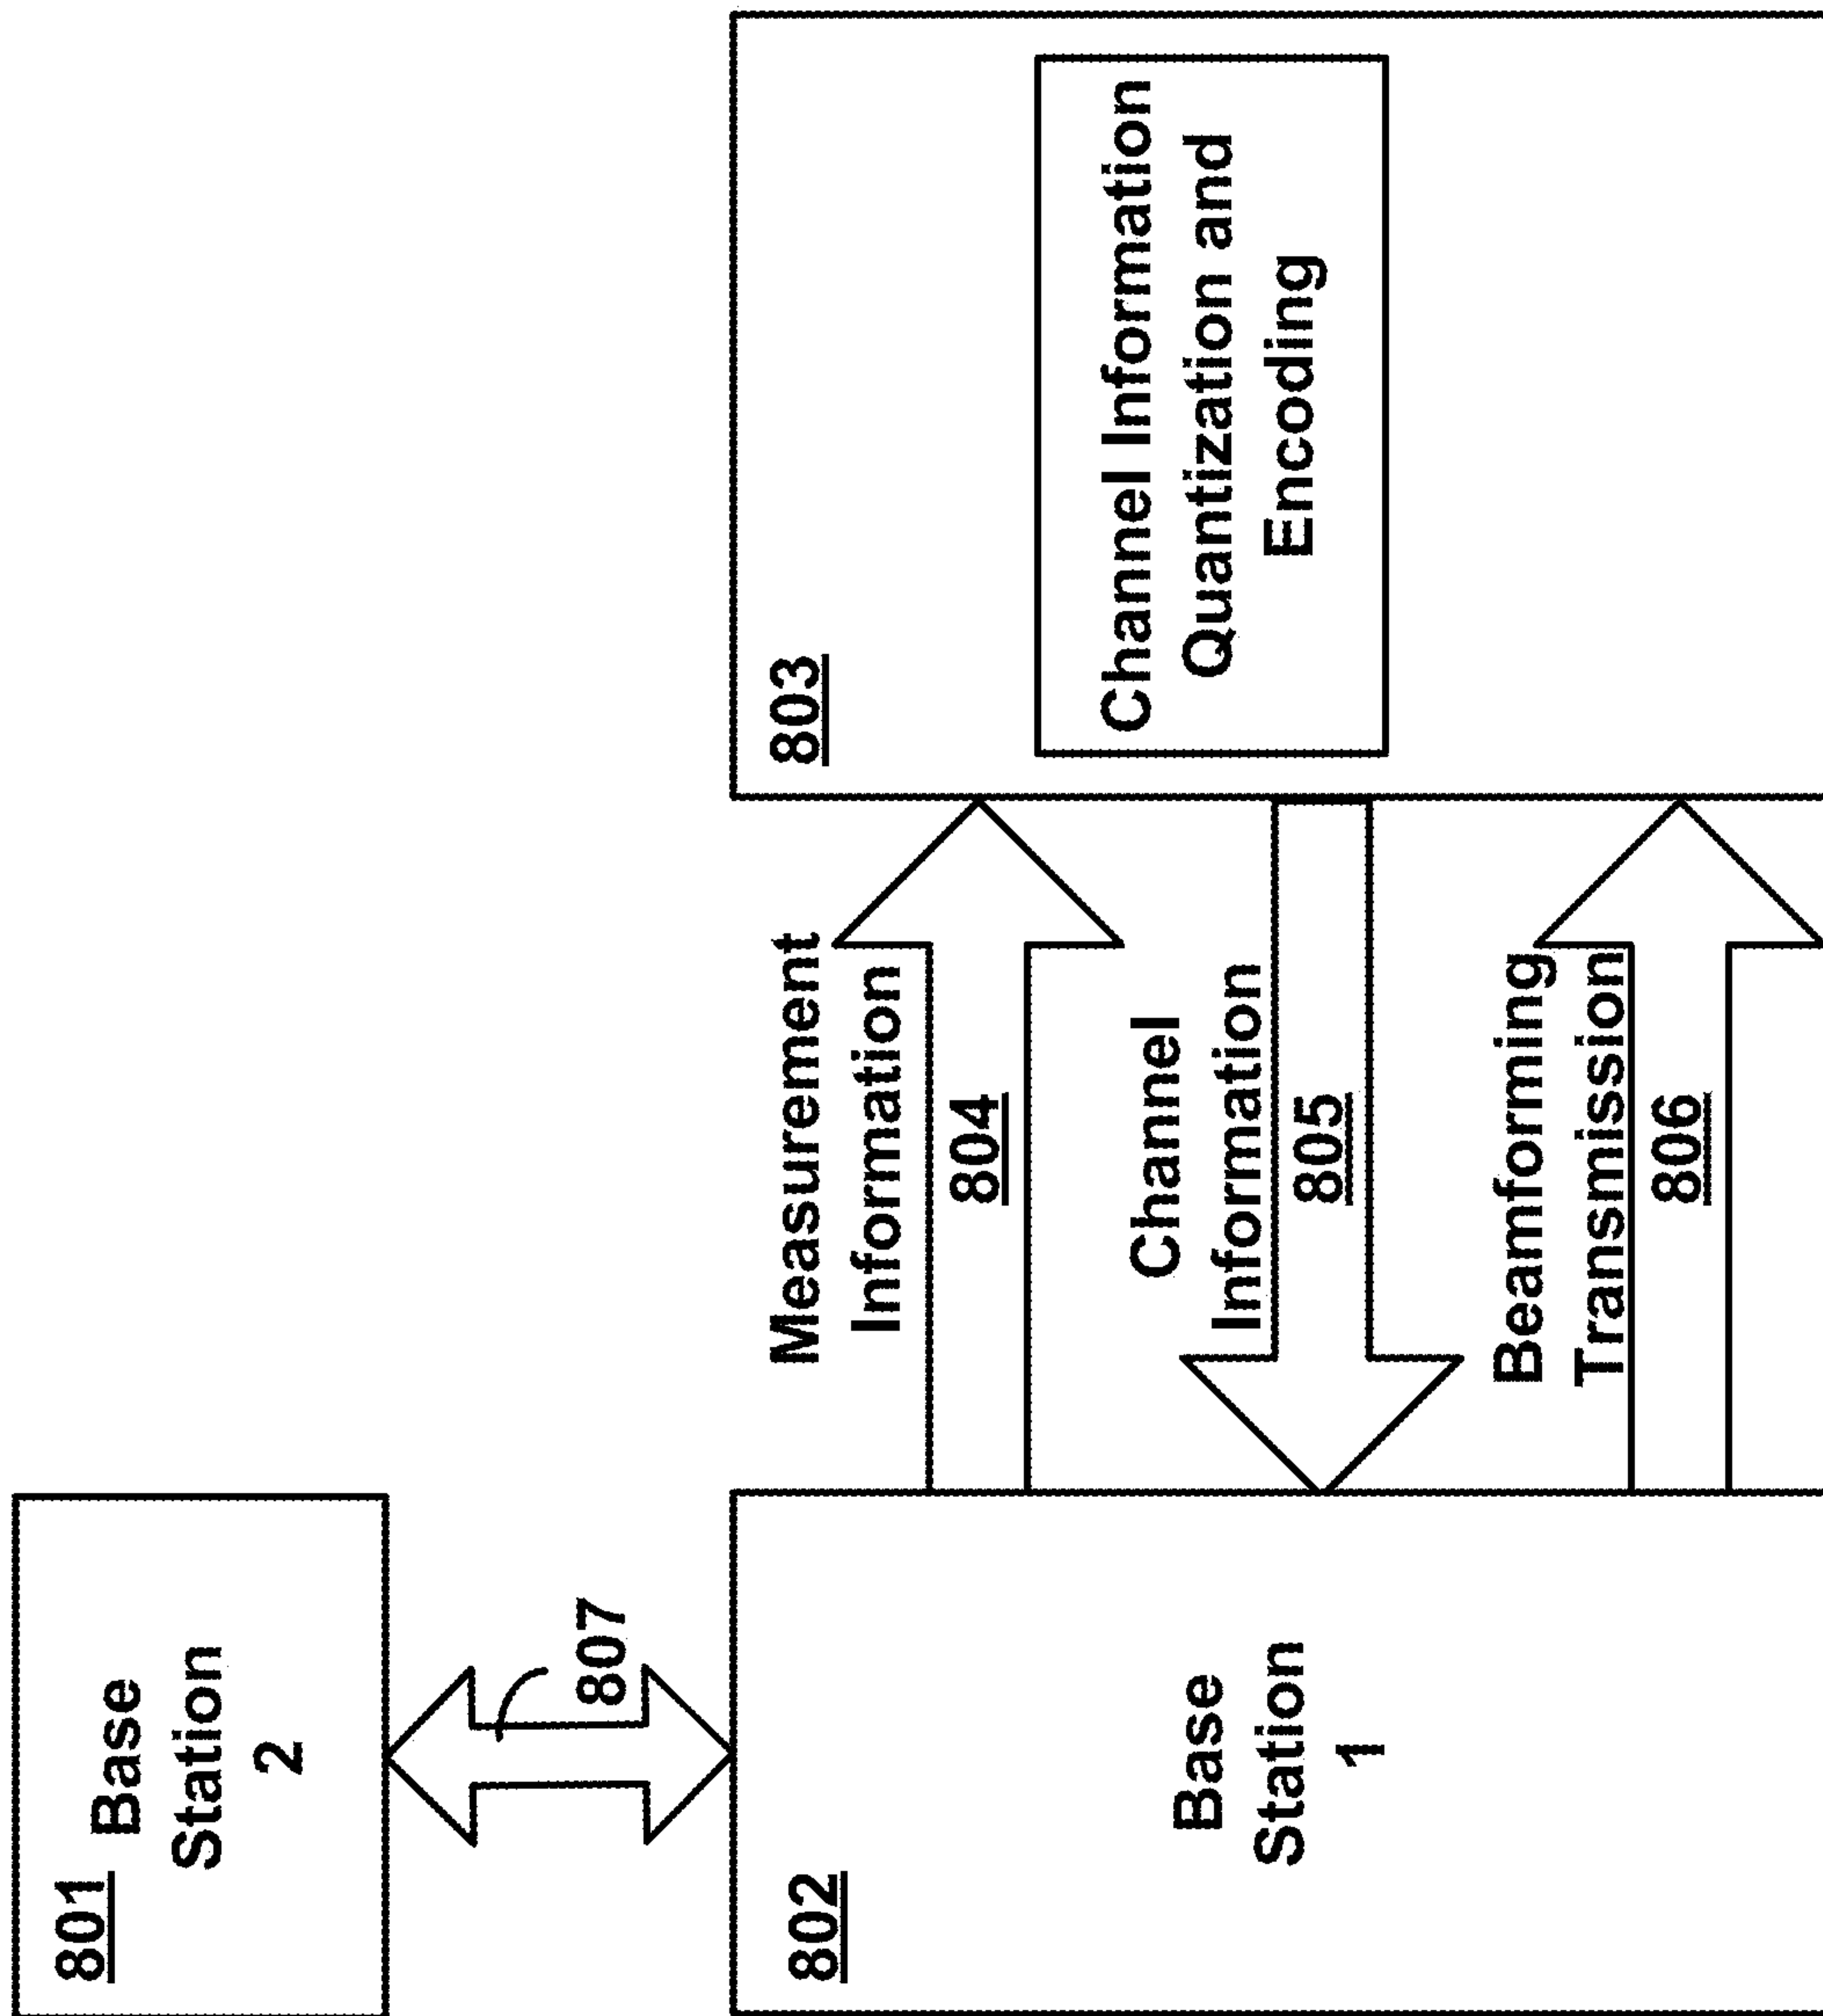 801
Base
Station
2
807
802
Base
Station
1
Measurement
Information
804
Channel
Information
805
Beamforming
Transmission
806
803
Channel Information
Quantization and
Encoding